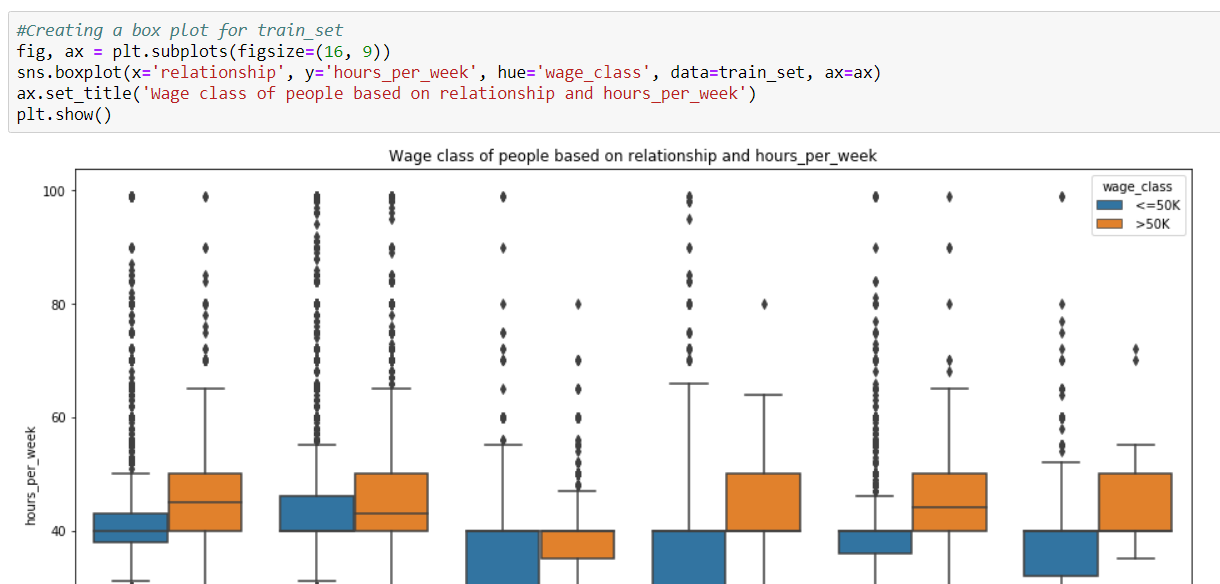 #Creating a box plot for train_set
fig, ax = plt.subplots(figsize=(16, 9))
sns.boxplot(x='relationship', y='hours_per_week', hue='wage_class', data=train_set, ax=ax)
ax.set_title('Wage class of people based on relationship and hours_per_week')
plt.show()
Wage class of people based on relationship and hours_per_week
100
80
60
40
hours_per_week
wage_class
<=50K
>50K